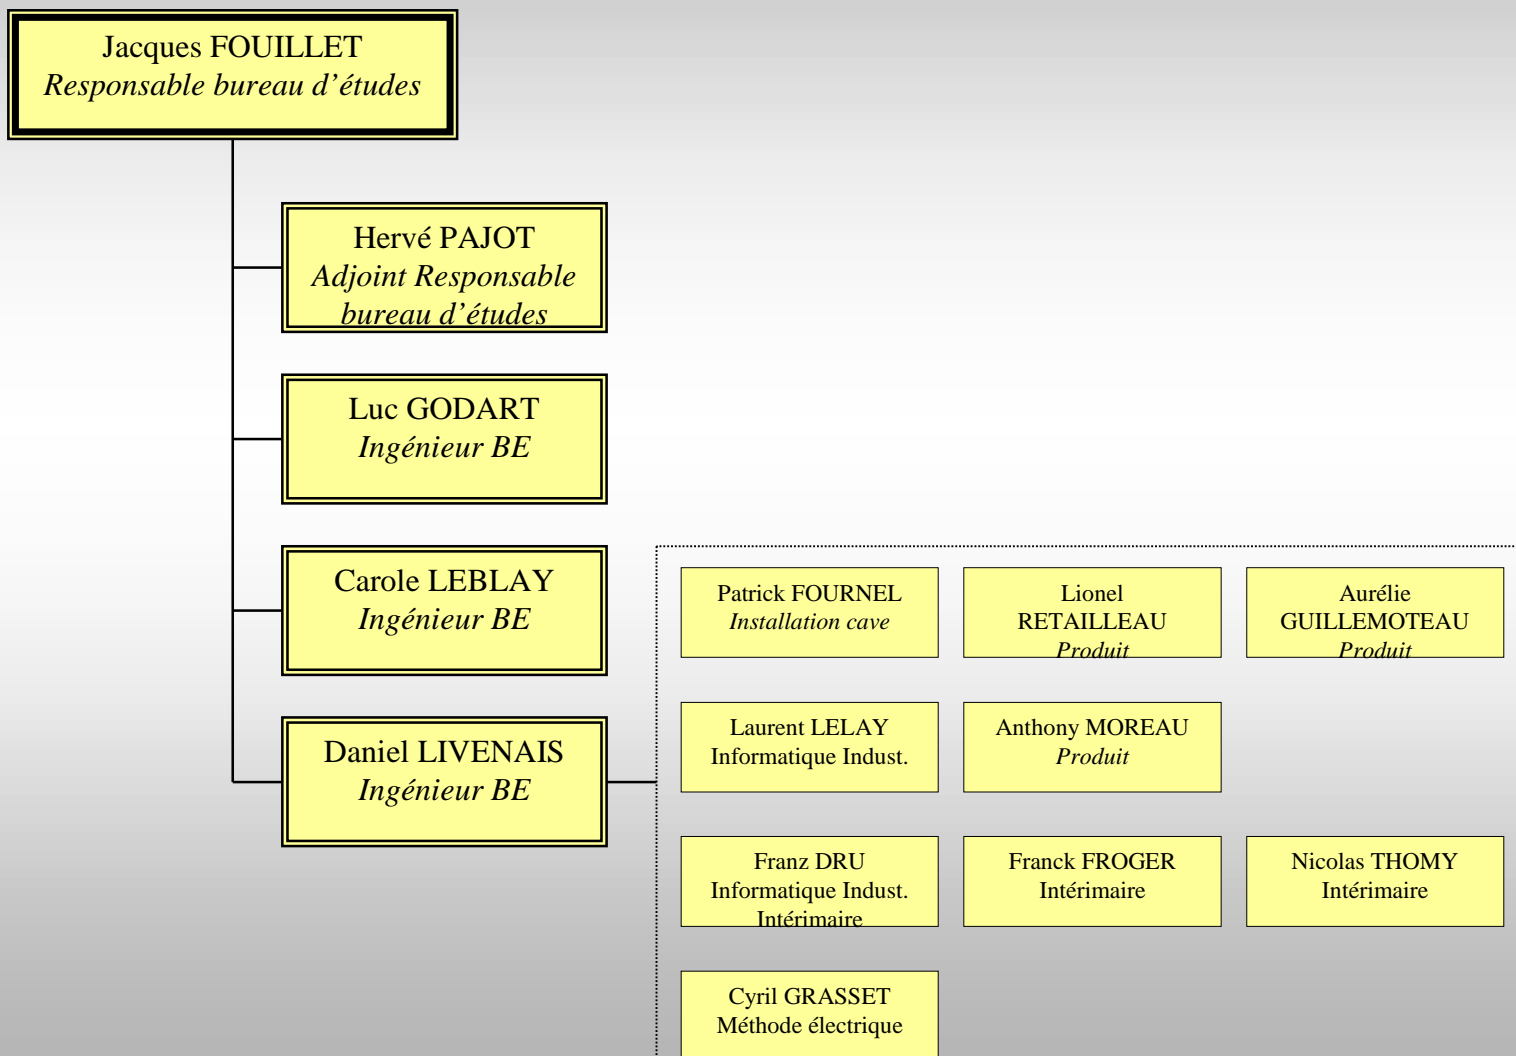 Jacques FOUILLET
Responsable bureau d’études
Hervé PAJOT
Adjoint Responsable
bureau d’études
Luc GODART
Ingénieur BE
Carole LEBLAY
Ingénieur BE
Daniel LIVENAIS
Ingénieur BE
Patrick FOURNEL
Installation cave
Lionel
RETAILLEAU
Produit
Aurélie
GUILLEMOTEAU
Produit
Laurent LELAY
Informatique Indust.
Anthony MOREAU
Produit
Franz DRU
Informatique Indust.
Intérimaire
Franck FROGER
Intérimaire
Nicolas THOMY
Intérimaire
Cyril GRASSET
Méthode électrique